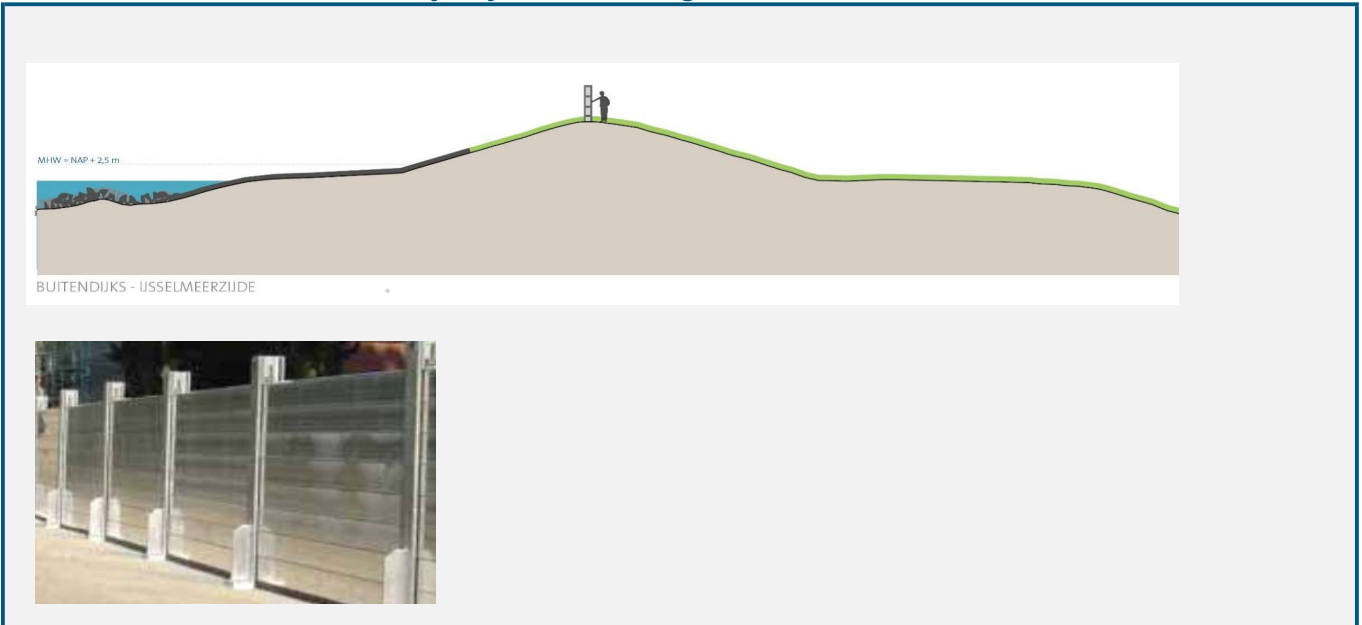 MHW = NAP + 2,5 m
BUITENDIJKS - IJSSELMEERZIJDE